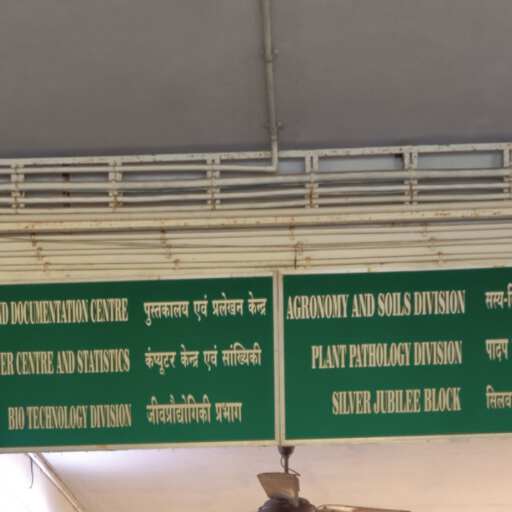 DOCUMENTATION CENTRE पुस्तकालय एवं प्रलेखन केन्द्र
CENTRE AND STATISTICS कंप्यूटर केन्द्र एवं सांख्यिकी
BIO TECHNOLOGY DIVISION जीवप्रौद्योगिकी प्रभाग
AGRONOMY AND SOILS DIVISION
PLANT PATHOLOGY DIVISION पादप
SILVER JUBILEE BLOCK